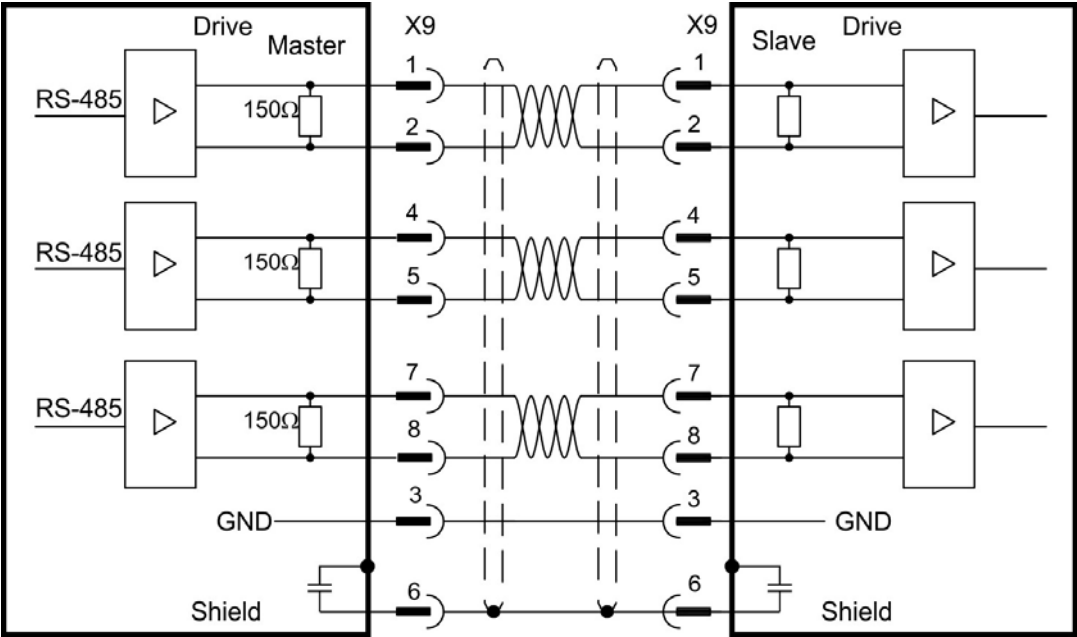 Drive Master X9 X9 Slave Drive
RS-485 150Ω 1 1
2 2
RS-485 150Ω 4 4
5 5
RS-485 150Ω 7 7
8 8
GND 3 3 GND
Shield 6 6 Shield